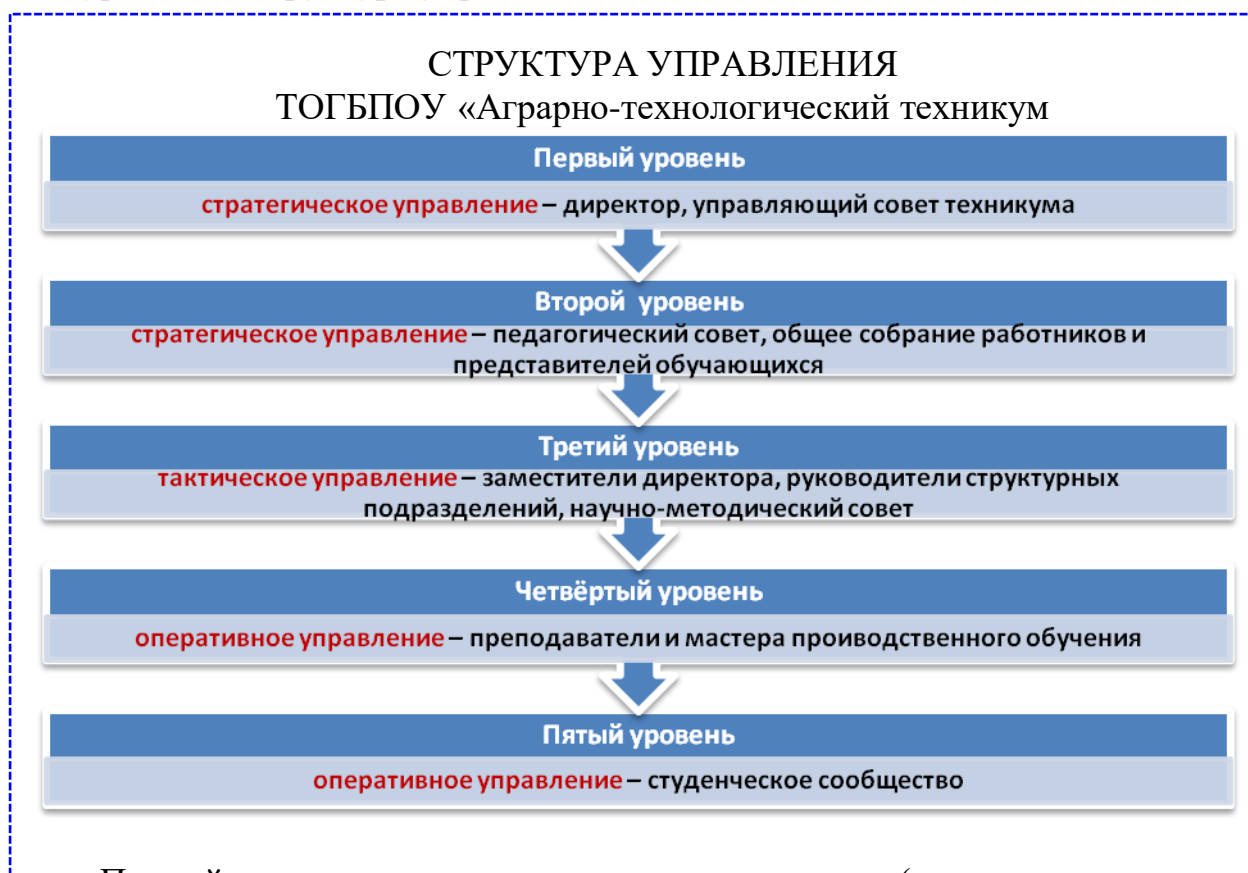 СТРУКТУРА УПРАВЛЕНИЯ
ТОГБПОУ «Аграрно-технологический техникум
Первый уровень
стратегическое управление – директор, управляющий совет техникума
Второй уровень
стратегическое управление – педагогический совет, общее собрание работников и
представителей обучающихся
Третий уровень
тактическое управление – заместители директора, руководители структурных
подразделений, научно-методический совет
Четвёртый уровень
оперативное управление – преподаватели и мастера проиводственного обучения
Пятый уровень
оперативное управление – студенческое сообщество